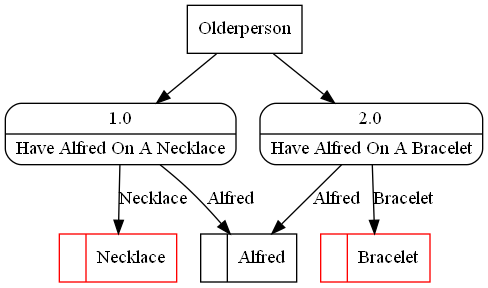 Olderperson
1.0
2.0
Have Alfred On A Necklace
Have Alfred On A Bracelet
Necklace
Alfred
Alfred
Bracelet
Necklace
Alfred
Bracelet